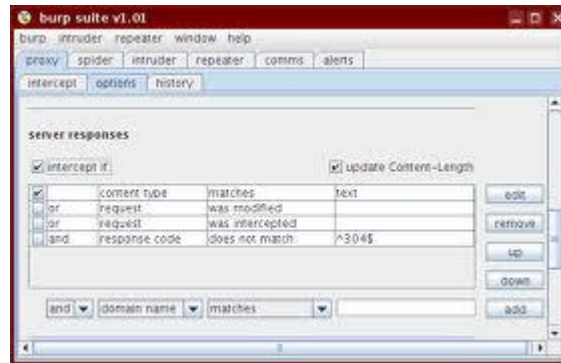 burp suite v1.01
burp intruder repeater window help
proxy spider intruder repeater comms alerts
intercept options history
server responses
intercept if: update Content-Length
content type matches text edit
or request was modified
or request was intercepted remove
and response code does not match ^304$
up
down
and domain name matches add